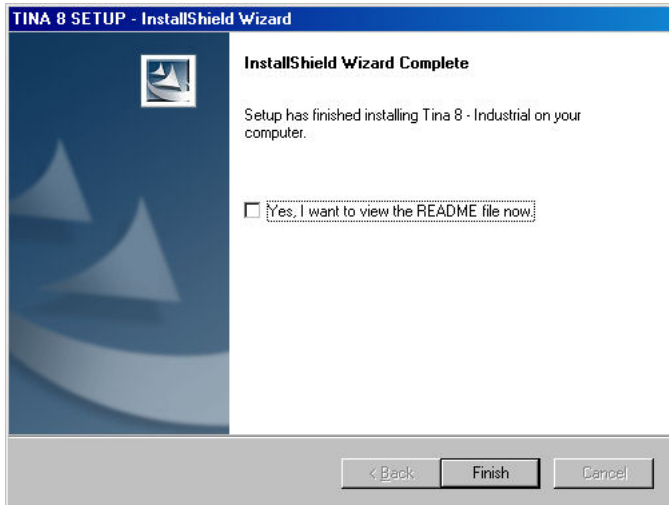 TINA 8 SETUP - InstallShield Wizard
InstallShield Wizard Complete
Setup has finished installing Tina 8 - Industrial on your
computer.
Yes, I want to view the README file now.
< Back
Finish
Cancel